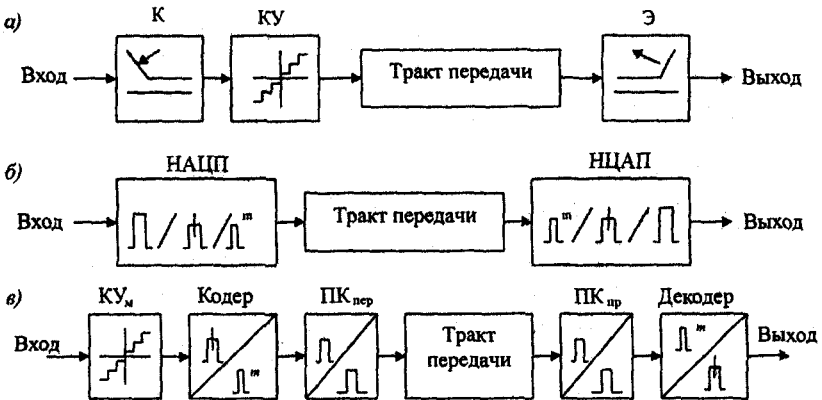 а)
К
КУ
Э
Вход
Тракт передачи
Выход
б)
НАЦП
НЦАП
Вход
m
Тракт передачи
m
Выход
в)
КУм
Кодер
ПКпер
ПКпр
Декодер
Вход
m
Тракт
передачи
m
Выход